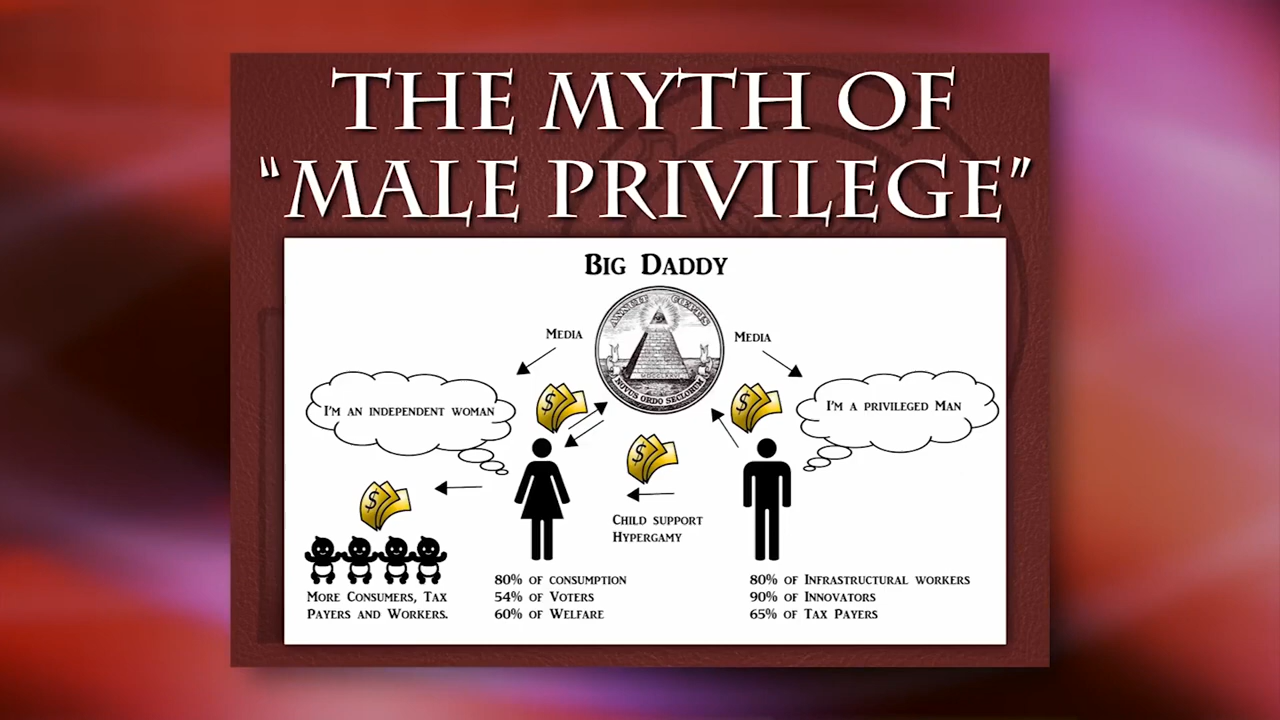 THE MYTH OF
“MALE PRIVILEGE”
BIG DADDY
ANNUIT CŒPTIS
MEDIA
MEDIA
NOVUS ORDO SECLORUM
I'M AN INDEPENDENT WOMAN
I'M A PRIVILEGED MAN
$
$
$
$
CHILD SUPPORT
HYPERGAMY
MORE CONSUMERS, TAX
PAYERS AND WORKERS.
80% OF CONSUMPTION
54% OF VOTERS
60% OF WELFARE
80% OF INFRASTRUCTURAL WORKERS
90% OF INNOVATORS
65% OF TAX PAYERS